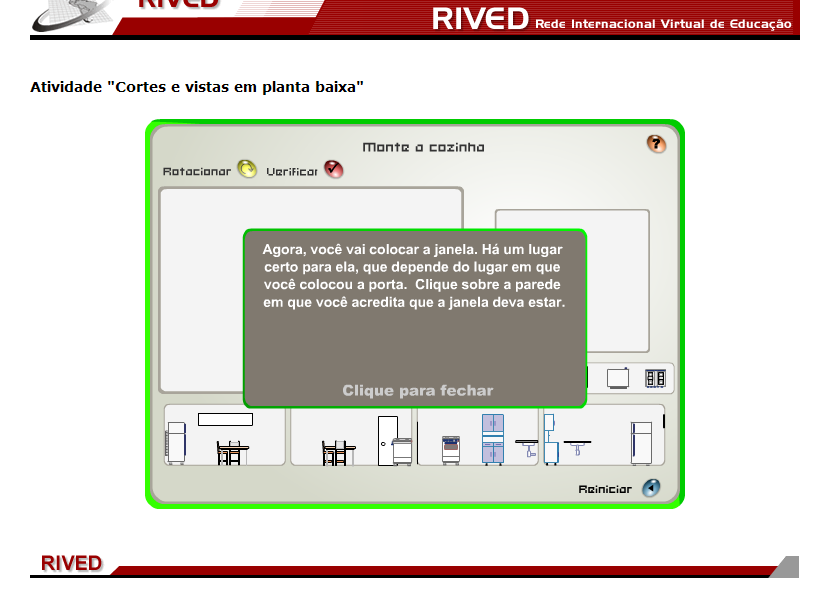 RIVED
RIVED Rede Internacional Virtual de Educação
Atividade "Cortes e vistas em planta baixa"
Monte a cozinha
?
Rotacionar Verificar
Agora, você vai colocar a janela. Há um lugar
certo para ela, que depende do lugar em que
você colocou a porta. Clique sobre a parede
em que você acredita que a janela deva estar.
Clique para fechar
Reiniciar
RIVED